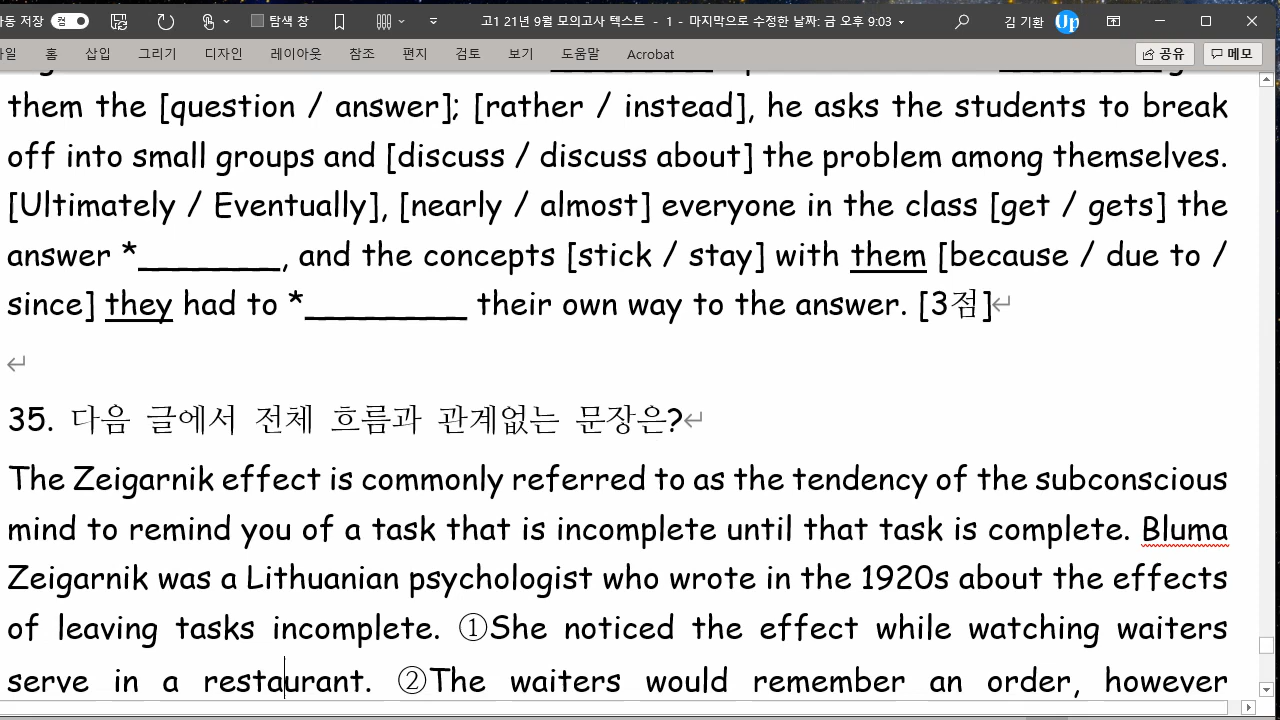 동 저장 컴 탐색 창 고1 21년 9월 모의고사 텍스트 - 1 - 마지막으로 수정한 날짜: 금 오후 9:03 김 기환 Up
일 홈 삽입 그리기 디자인 레이아웃 참조 편지 검토 보기 도움말 Acrobat 공유 메모
them the [question / answer]; [rather / instead], he asks the students to break
off into small groups and [discuss / discuss about] the problem among themselves.
[Ultimately / Eventually], [nearly / almost] everyone in the class [get / gets] the
answer *________, and the concepts [stick / stay] with them [because / due to /
since] they had to *_________ their own way to the answer. [3점]
35. 다음 글에서 전체 흐름과 관계없는 문장은?
The Zeigarnik effect is commonly referred to as the tendency of the subconscious
mind to remind you of a task that is incomplete until that task is complete. Bluma
Zeigarnik was a Lithuanian psychologist who wrote in the 1920s about the effects
of leaving tasks incomplete. ①She noticed the effect while watching waiters
serve in a restaurant. ②The waiters would remember an order, however